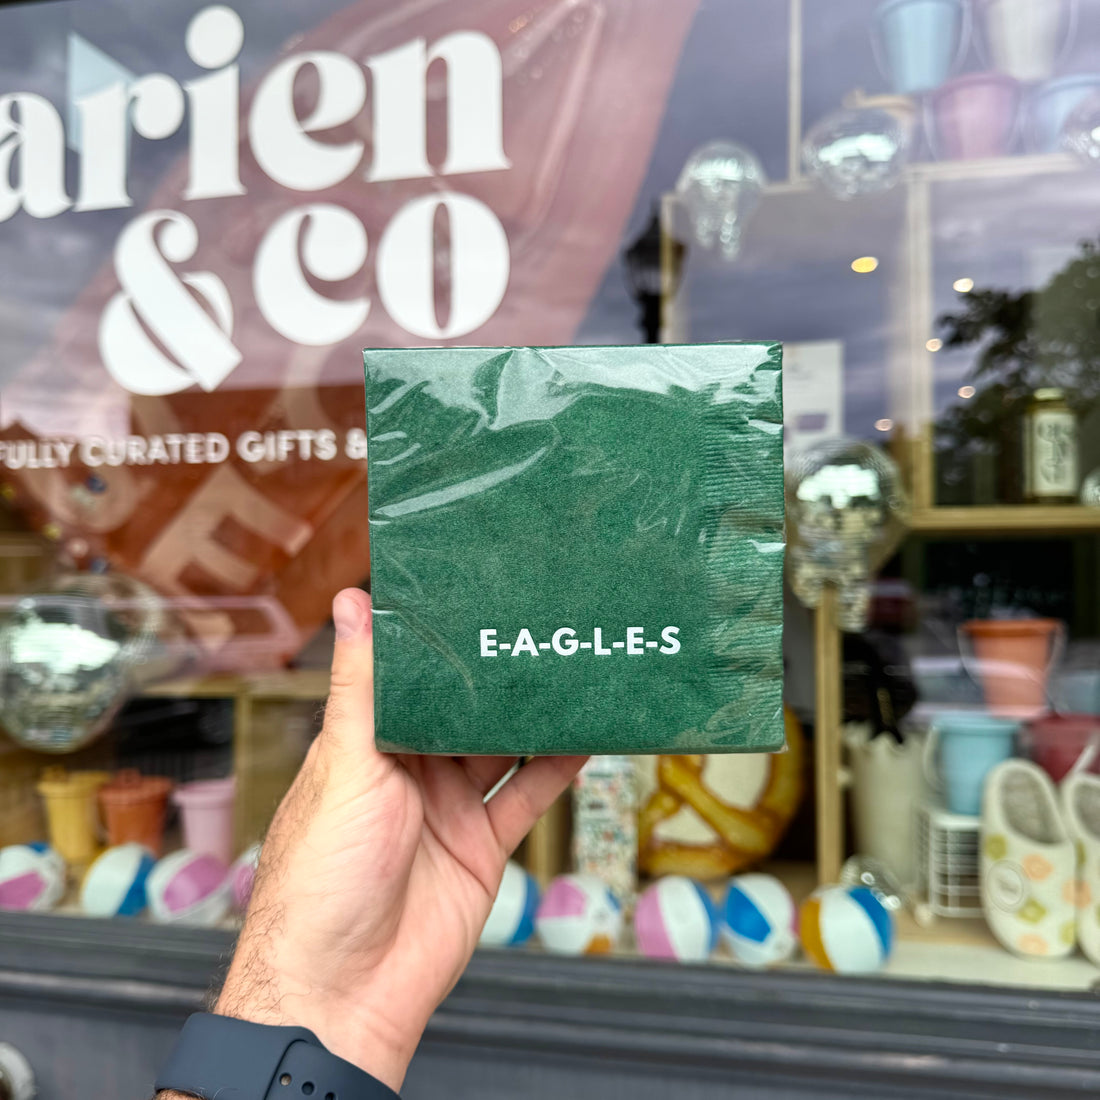 arien
& co
FULLY CURATED GIFTS &
E-A-G-L-E-S